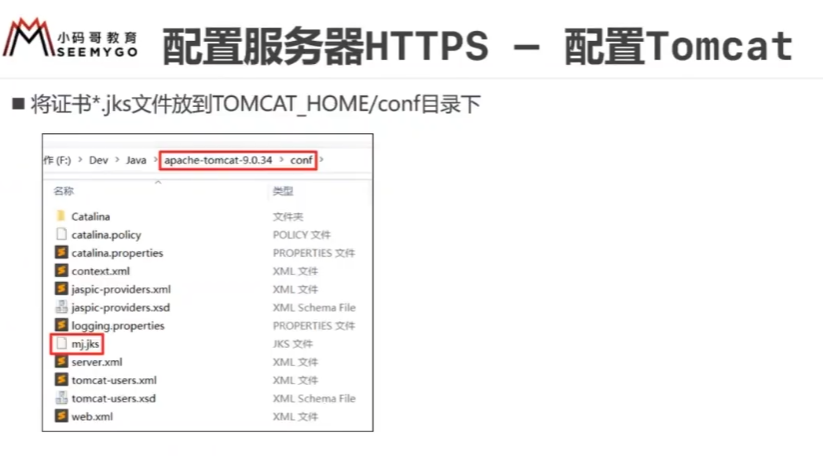 小码哥教育
SEEMYGO
配置服务器HTTPS — 配置Tomcat
■ 将证书*.jks文件放到TOMCAT_HOME/conf目录下
作 (F:) > Dev > Java > apache-tomcat-9.0.34 > conf >
名称 类型
Catalina 文件夹
catalina.policy POLICY 文件
catalina.properties PROPERTIES 文件
context.xml XML 文件
jaspic-providers.xml XML 文件
jaspic-providers.xsd XML Schema File
logging.properties PROPERTIES 文件
mj.jks JKS 文件
server.xml XML 文件
tomcat-users.xml XML 文件
tomcat-users.xsd XML Schema File
web.xml XML 文件